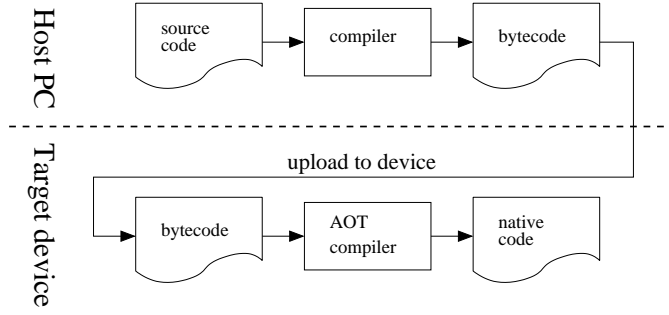 Host PC
source
code
compiler
bytecode
upload to device
Target device
bytecode
AOT
compiler
native
code